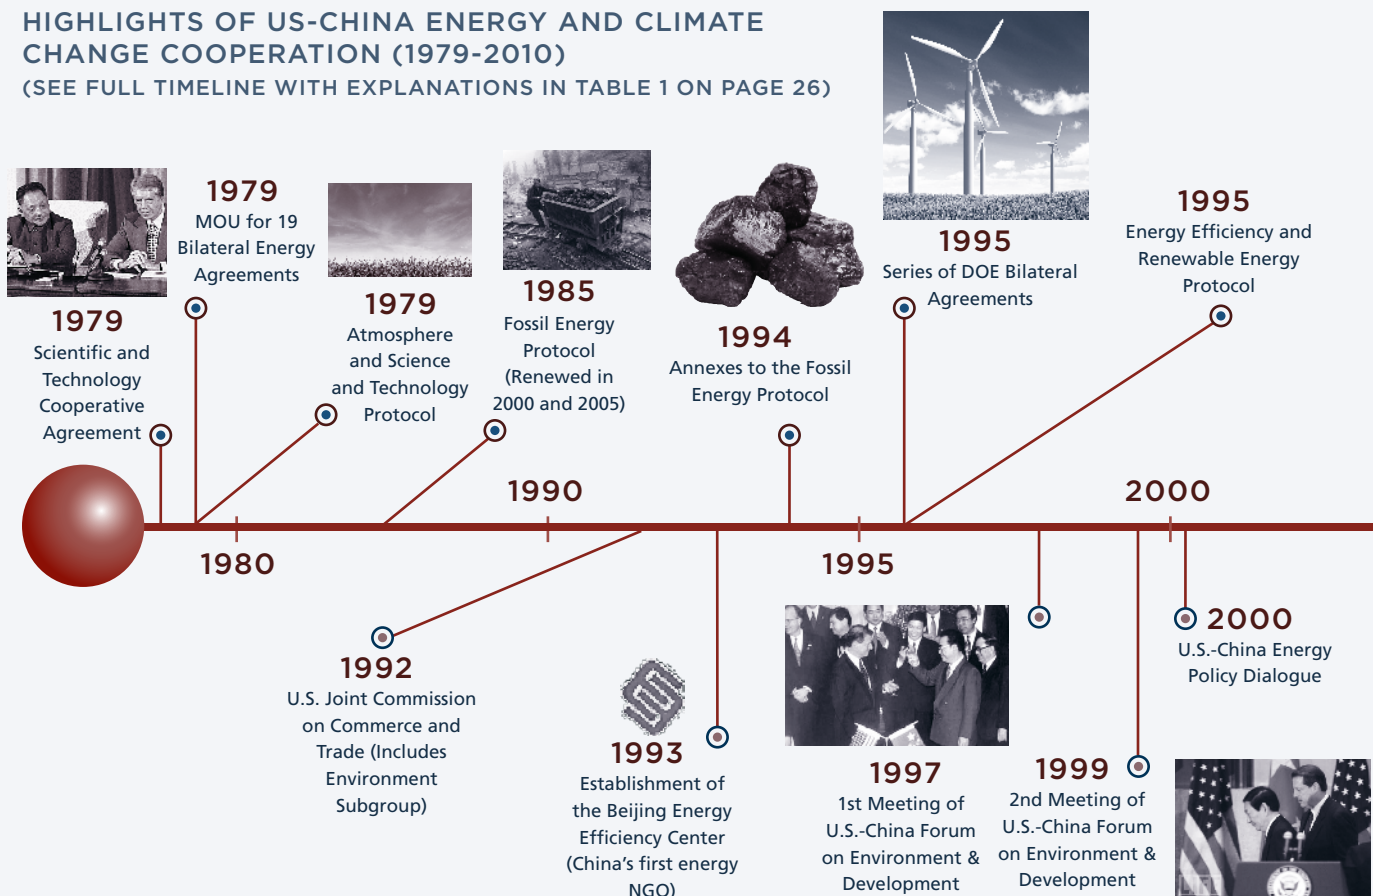 HIGHLIGHTS OF US-CHINA ENERGY AND CLIMATE
CHANGE COOPERATION (1979-2010)
(SEE FULL TIMELINE WITH EXPLANATIONS IN TABLE 1 ON PAGE 26)
1979
Scientific and
Technology
Cooperative
Agreement
1979
MOU for 19
Bilateral Energy
Agreements
1979
Atmosphere
and Science
and Technology
Protocol
1985
Fossil Energy
Protocol
(Renewed in
2000 and 2005)
1994
Annexes to the Fossil
Energy Protocol
1995
Series of DOE Bilateral
Agreements
1995
Energy Efficiency and
Renewable Energy
Protocol
1980
1990
1995
2000
1992
U.S. Joint Commission
on Commerce and
Trade (Includes
Environment
Subgroup)
1993
Establishment of
the Beijing Energy
Efficiency Center
(China’s first energy
NGO)
1997
1st Meeting of
U.S.-China Forum
on Environment &
Development
1999
2nd Meeting of
U.S.-China Forum
on Environment &
Development
2000
U.S.-China Energy
Policy Dialogue